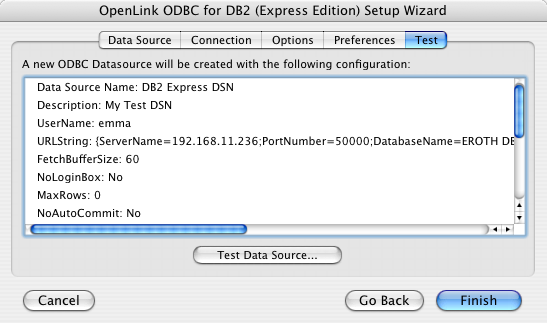 OpenLink ODBC for DB2 (Express Edition) Setup Wizard
Data Source Connection Options Preferences Test
A new ODBC Datasource will be created with the following configuration:
Data Source Name: DB2 Express DSN
Description: My Test DSN
UserName: emma
URLString: {ServerName=192.168.11.236;PortNumber=50000;DatabaseName=EROTH DB
FetchBufferSize: 60
NoLoginBox: No
MaxRows: 0
NoAutoCommit: No
Test Data Source...
Cancel Go Back Finish